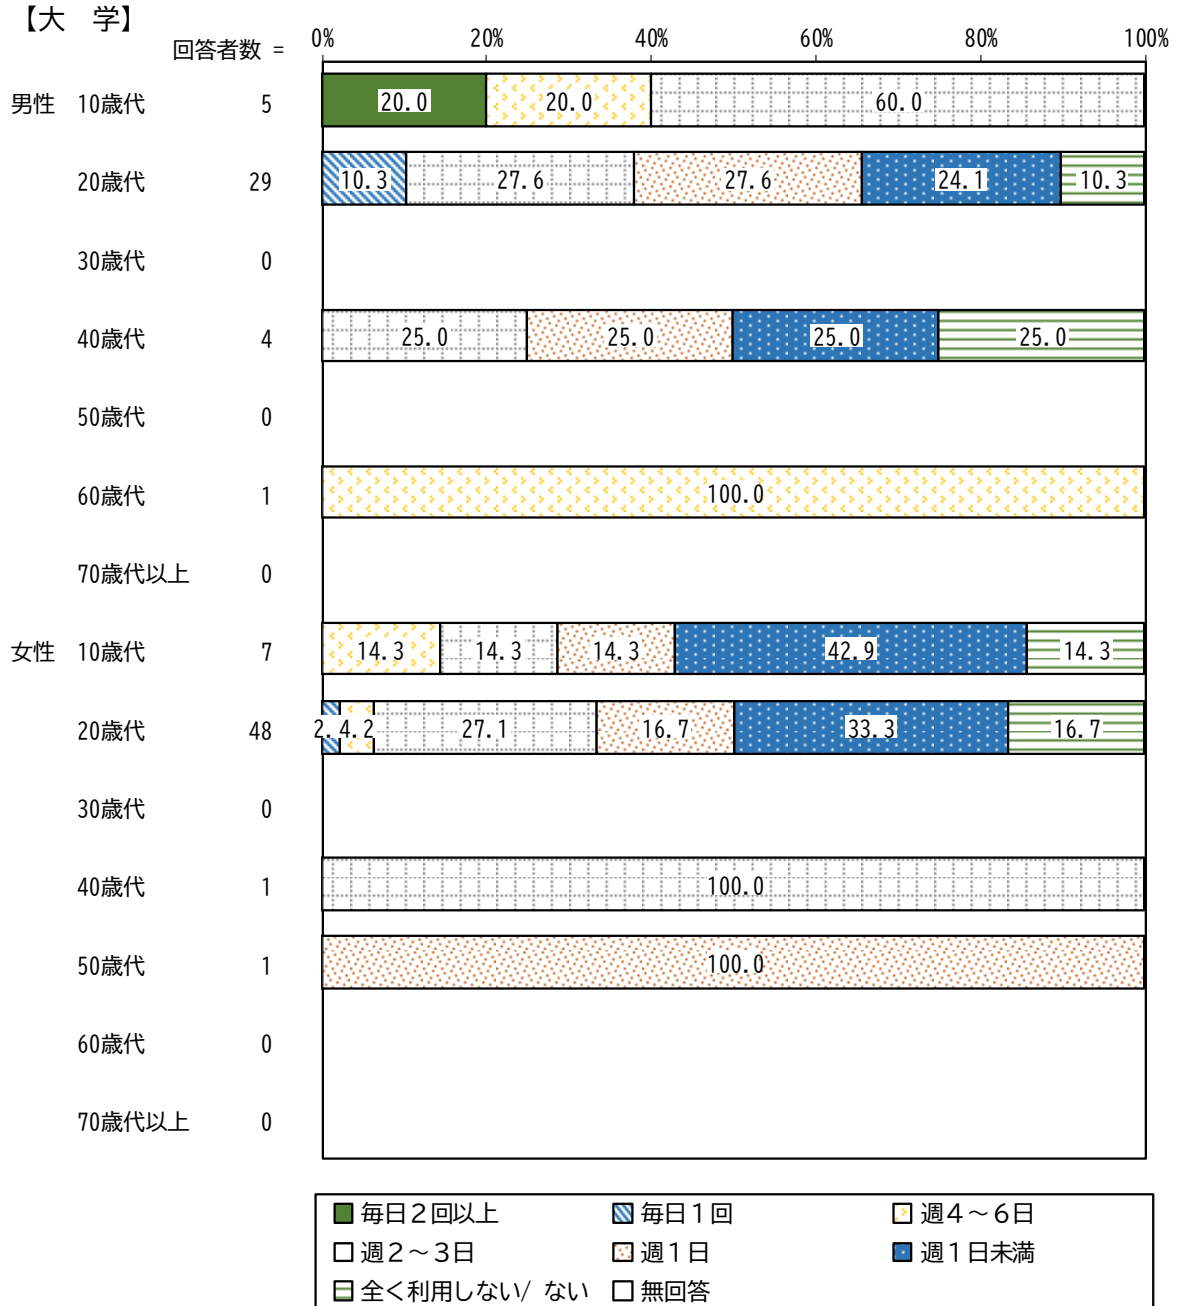 【大　学】
回答者数 =
0% 20% 40% 60% 80% 100%
男性 10歳代 5 20.0 20.0 60.0
20歳代 29 10.3 27.6 27.6 24.1 10.3
30歳代 0
40歳代 4 25.0 25.0 25.0 25.0
50歳代 0
60歳代 1 100.0
70歳代以上 0
女性 10歳代 7 14.3 14.3 14.3 42.9 14.3
20歳代 48 2. 4.2 27.1 16.7 33.3 16.7
30歳代 0
40歳代 1 100.0
50歳代 1 100.0
60歳代 0
70歳代以上 0
毎日２回以上 毎日１回 週４～６日
週２～３日 週１日 週１日未満
全く利用しない/ ない 無回答